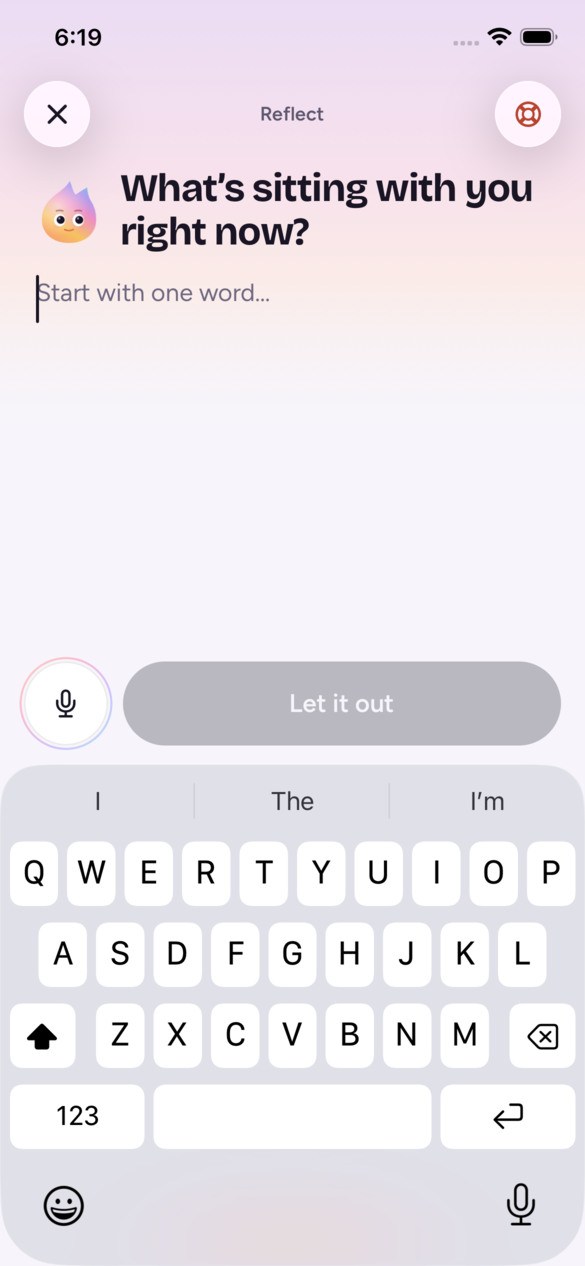 6:19
Reflect
What's sitting with you
right now?
Start with one word...
Let it out
I
The
I'm
Q W E R T Y U I O P
A S D F G H J K L
Z X C V B N M
123